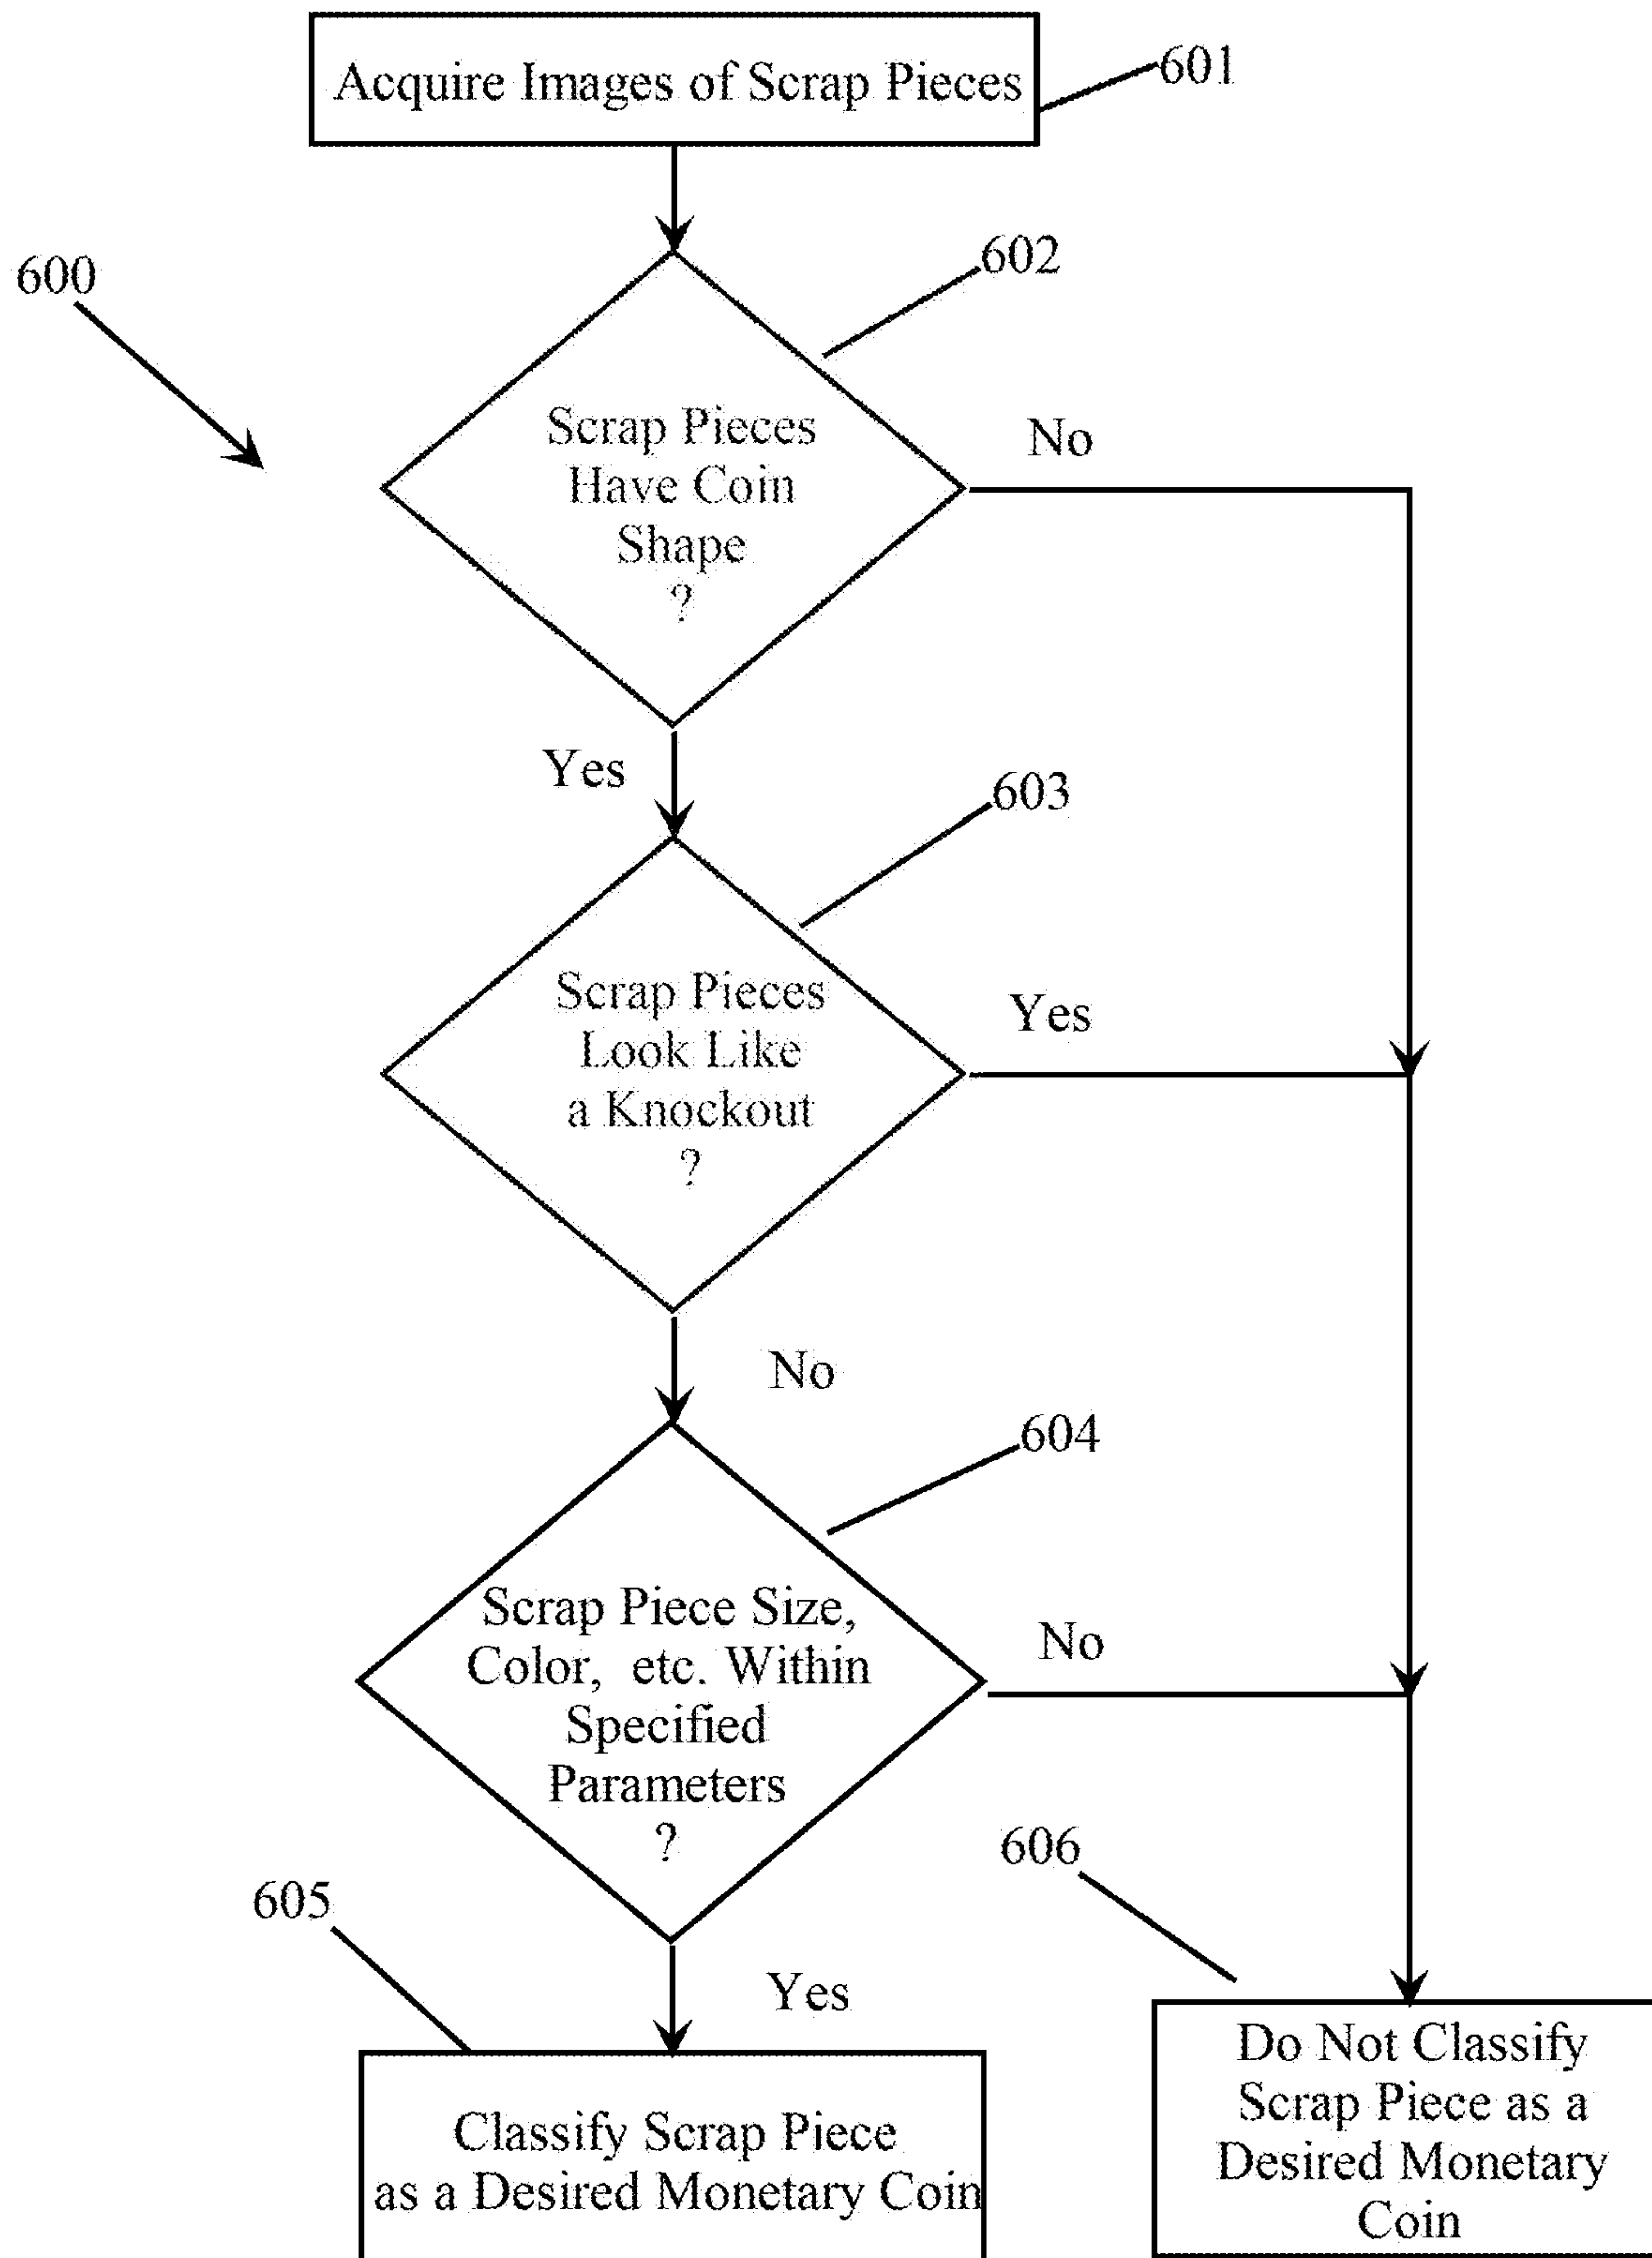 Acquire Images of Scrap Pieces
601
600
602
Scrap Pieces
Have Coin
Shape
?
No
Yes
603
Scrap Pieces
Look Like
a Knockout
?
Yes
No
604
Scrap Piece Size,
Color, etc. Within
Specified
Parameters
?
No
606
605
Yes
Classify Scrap Piece
as a Desired Monetary Coin
Do Not Classify
Scrap Piece as a
Desired Monetary
Coin